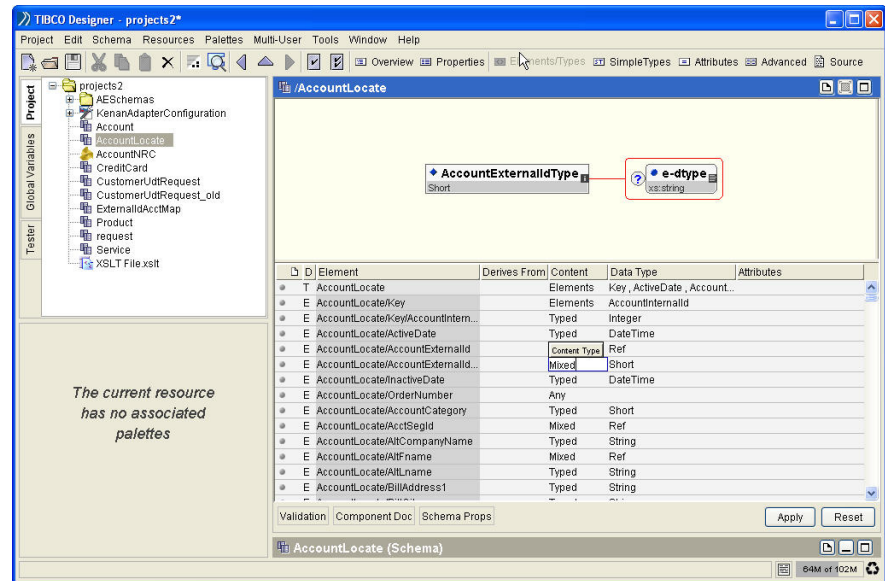 TIBCO Designer - projects2*
Project Edit Schema Resources Palettes Multi-User Tools Window Help
Overview Properties Elements/Types SimpleTypes Attributes Advanced Source
Project
Global Variables
Tester
projects2
AESchemas
KenanAdapterConfiguration
Account
AccountLocate
AccountNRC
CreditCard
CustomerUdtRequest
CustomerUdtRequest_old
ExternalIdAcctMap
Product
request
Service
XSLT File.xslt
The current resource
has no associated
palettes
/AccountLocate
AccountExternalIdType
Short
? e-dtype
xs:string
D Element Derives From Content Data Type Attributes
T AccountLocate Elements Key , ActiveDate , Account...
E AccountLocate/Key Elements AccountInternalId
E AccountLocate/Key/AccountIntern... Typed Integer
E AccountLocate/ActiveDate Typed DateTime
E AccountLocate/AccountExternalId Content Type Ref
E AccountLocate/AccountExternalId... Mixed Short
E AccountLocate/InactiveDate Typed DateTime
E AccountLocate/OrderNumber Any
E AccountLocate/AccountCategory Typed Short
E AccountLocate/AcctSegId Mixed Ref
E AccountLocate/AltCompanyName Typed String
E AccountLocate/AltFname Mixed Ref
E AccountLocate/AltLname Typed String
E AccountLocate/BillAddress1 Typed String
Validation Component Doc Schema Props Apply Reset
AccountLocate (Schema)
64M of 102M